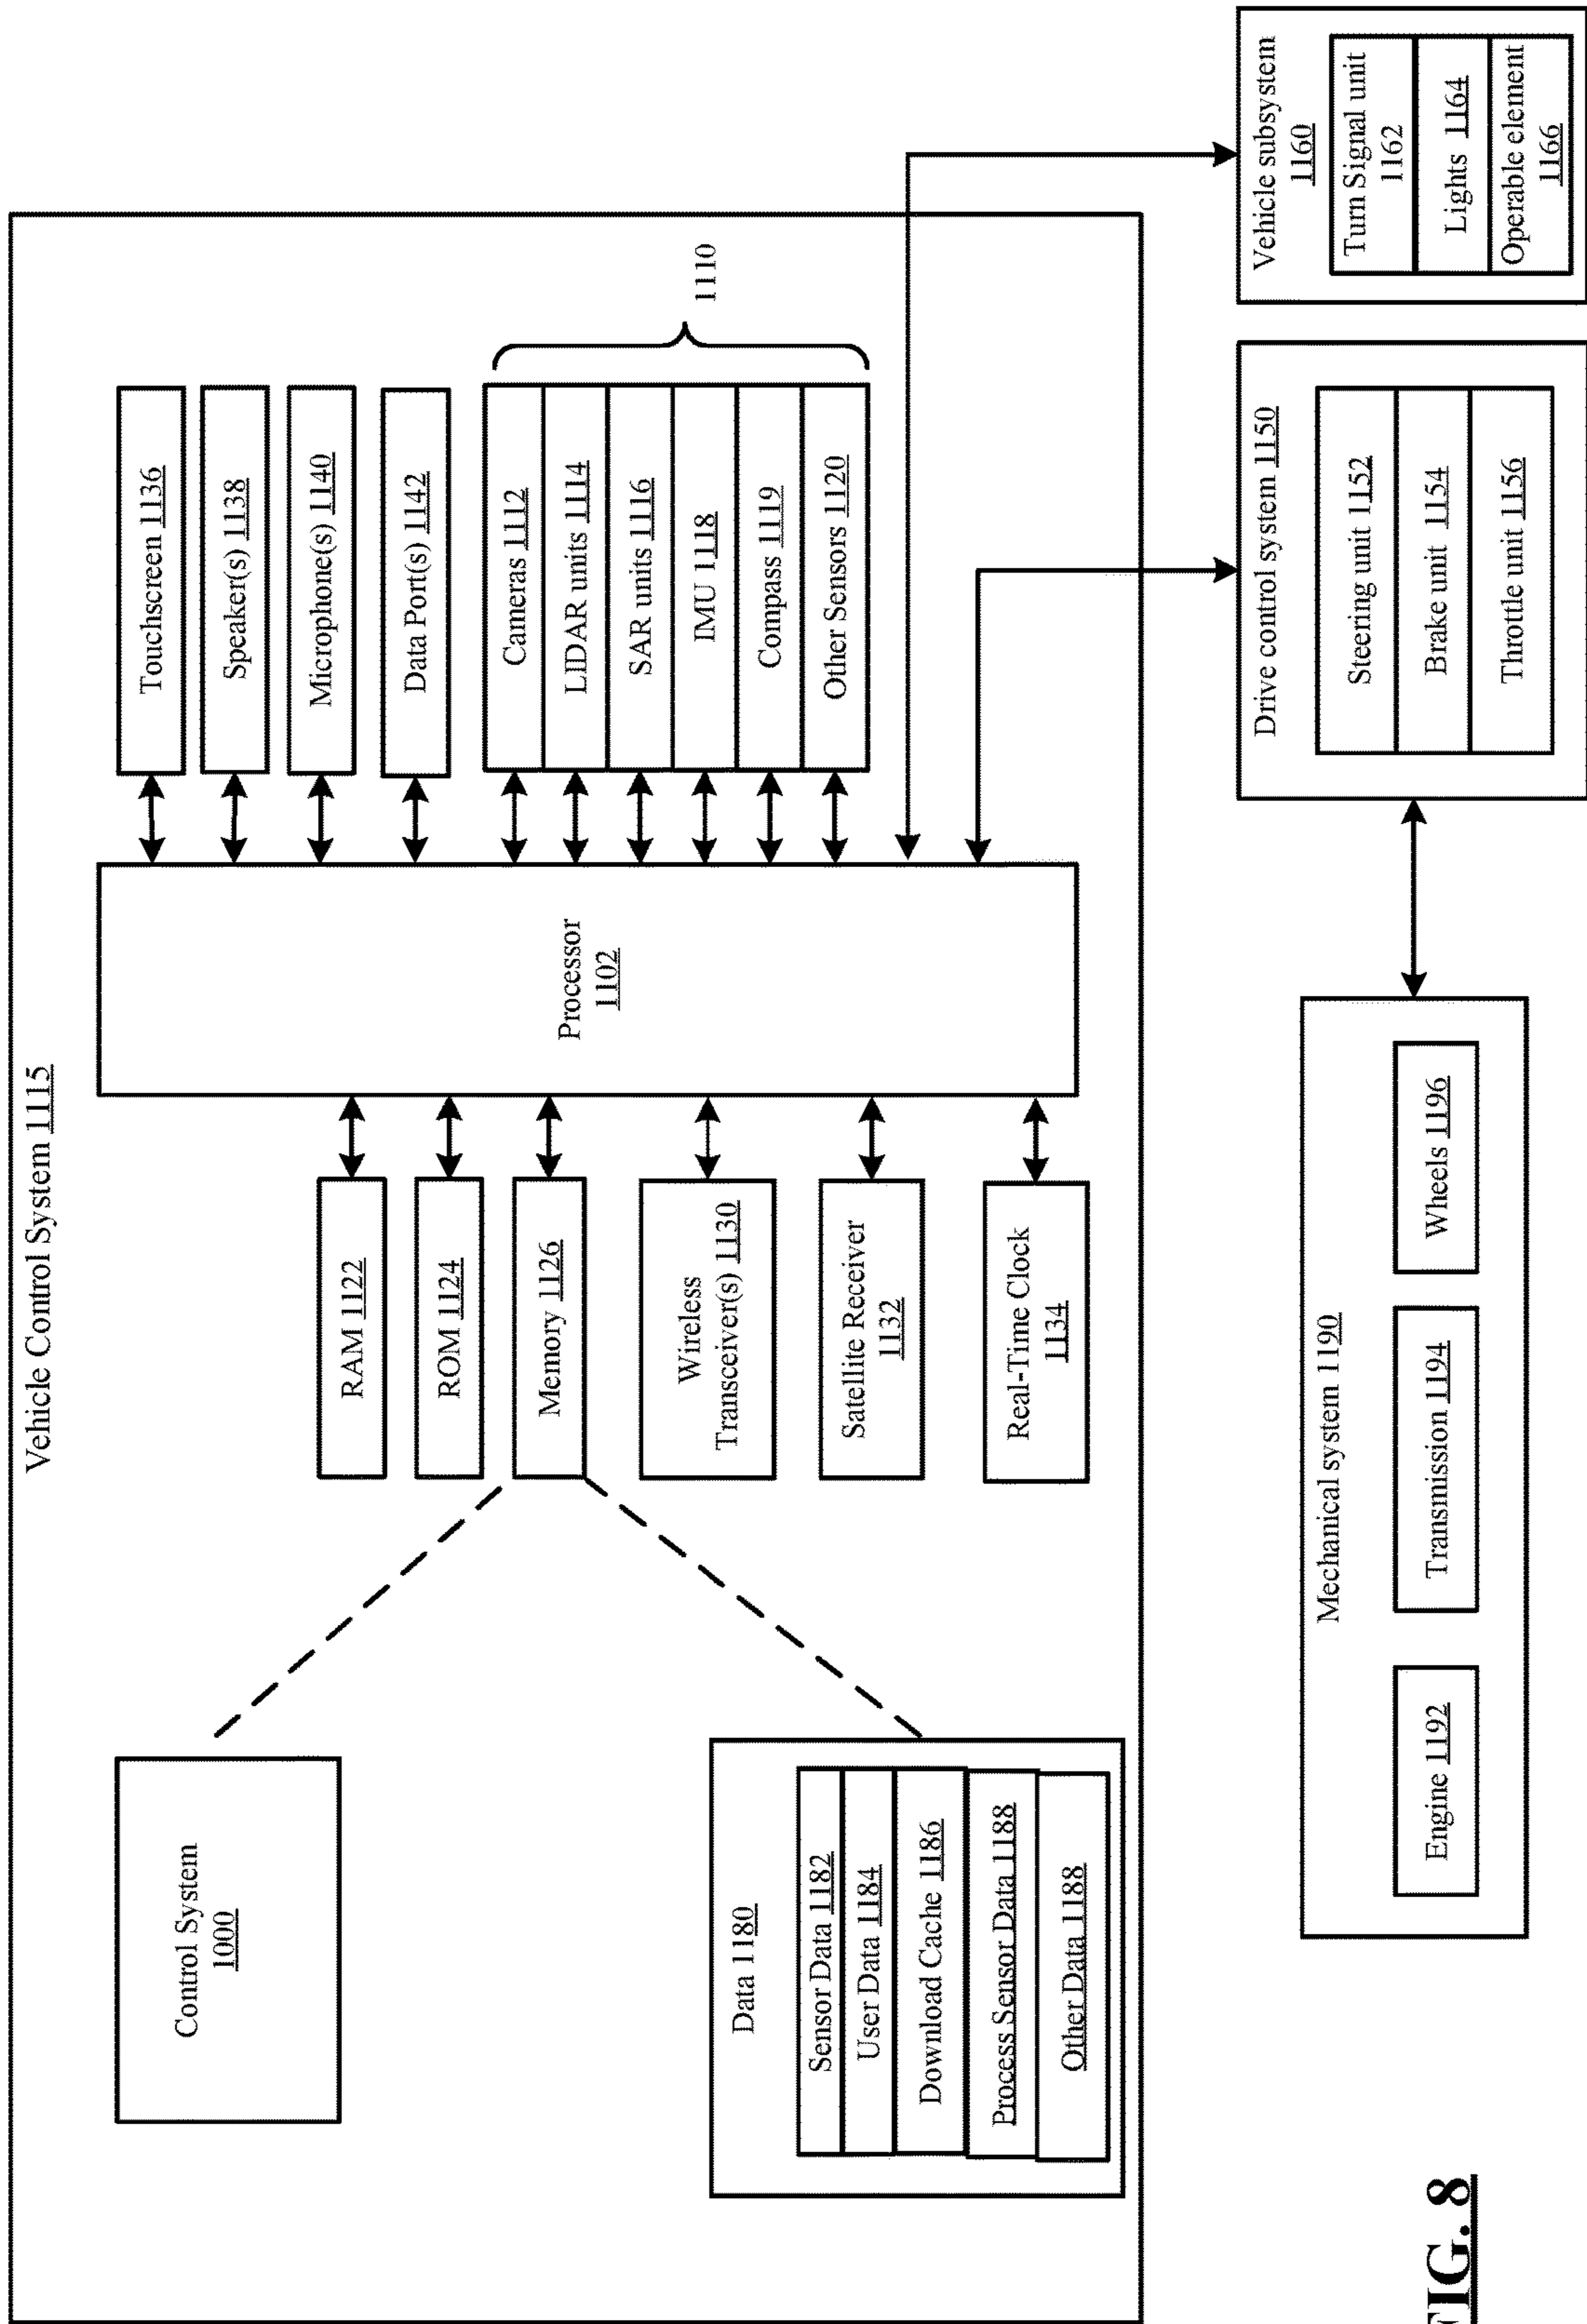 Vehicle Control System 1115
Control System
1000
Data 1180
Sensor Data 1182
User Data 1184
Download Cache 1186
Process Sensor Data 1188
Other Data 1188
RAM 1122
ROM 1124
Memory 1126
Wireless
Transceiver(s) 1130
Satellite Receiver
1132
Real-Time Clock
1134
Processor
1102
Touchscreen 1136
Speaker(s) 1138
Microphone(s) 1140
Data Port(s) 1142
Cameras 1112
LIDAR units 1114
SAR units 1116
IMU 1118
Compass 1119
Other Sensors 1120
1110
Mechanical system 1190
Engine 1192
Transmission 1194
Wheels 1196
Drive control system 1150
Steering unit 1152
Brake unit 1154
Throttle unit 1156
Vehicle subsystem
1160
Turn Signal unit
1162
Lights 1164
Operable element
1166
FIG. 8